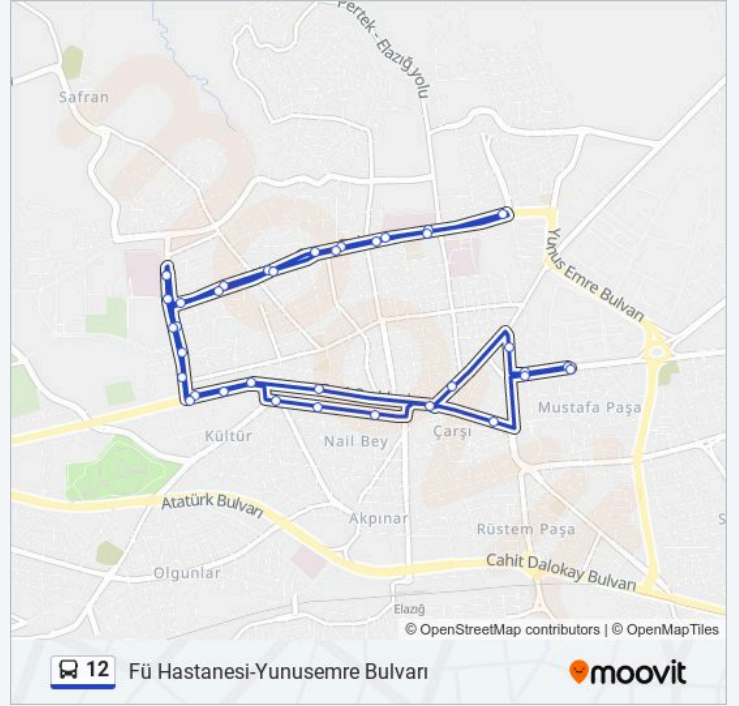 Pertek - Elazığ yolu
Safran
Yunus Emre Bulvarı
Mustafa Paşa
Kültür
Nail Bey
Çarşı
Atatürk Bulvarı
Akpınar
Rüstem Paşa
Olgunlar
Cahit Dalokay Bulvarı
Elazığ
© OpenStreetMap contributors | © OpenMapTiles
12 Fü Hastanesi-Yunusemre Bulvarı
moovit